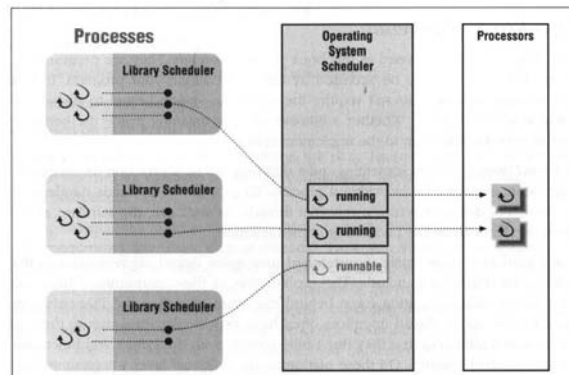 Processes
Library Scheduler
Library Scheduler
Library Scheduler
Operating
System
Scheduler
running
running
runnable
Processors